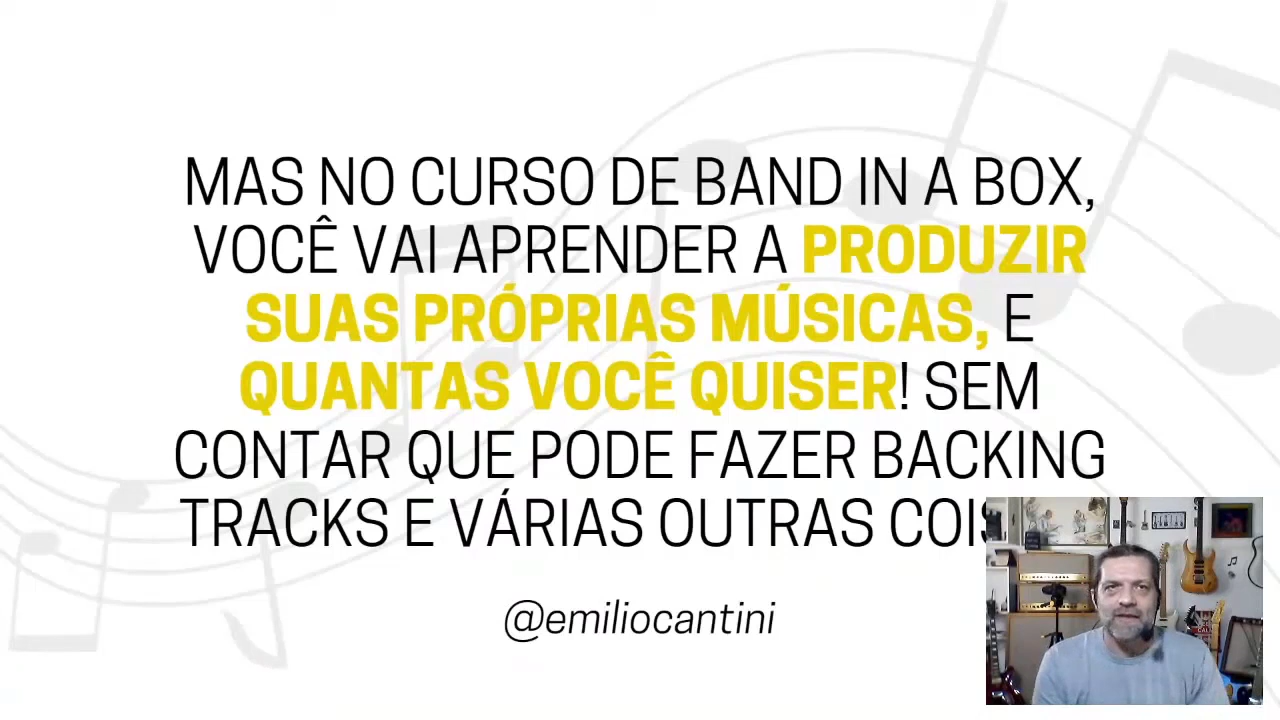 MAS NO CURSO DE BAND IN A BOX,
VOCÊ VAI APRENDER A PRODUZIR
SUAS PRÓPRIAS MÚSICAS, E
QUANTAS VOCÊ QUISER! SEM
CONTAR QUE PODE FAZER BACKING
TRACKS E VÁRIAS OUTRAS
@emiliocantini